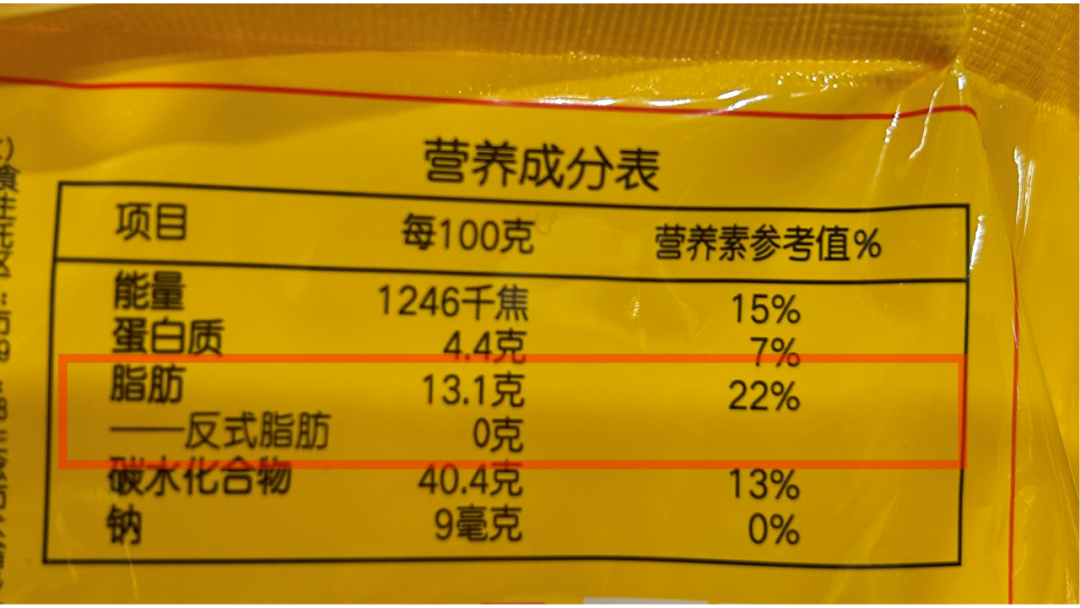 营养成分表
项目 每100克 营养素参考值%
能量 1246千焦 15%
蛋白质 4.4克 7%
脂肪 13.1克 22%
——反式脂肪 0克
碳水化合物 40.4克 13%
钠 9毫克 0%